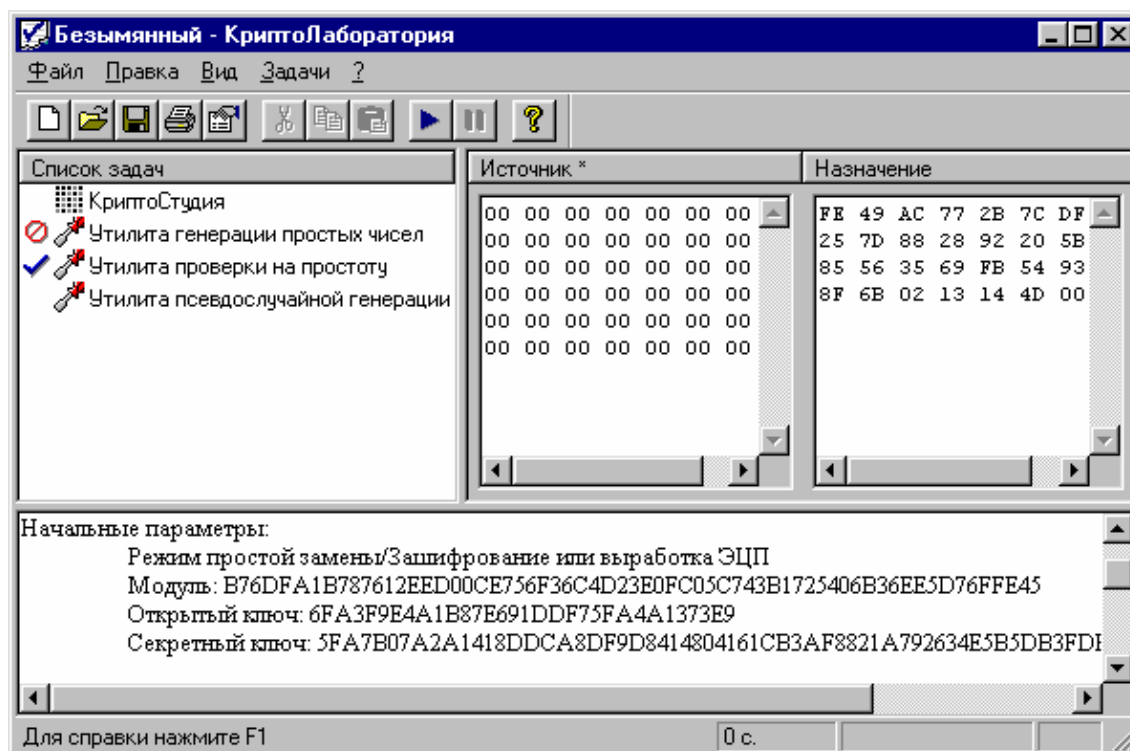 Безымянный - КриптоЛаборатория
Файл Правка Вид Задачи ?
Список задач
КриптоСтудия
Утилита генерации простых чисел
Утилита проверки на простоту
Утилита псевдослучайной генерации
Источник *
00 00 00 00 00 00 00
00 00 00 00 00 00 00
00 00 00 00 00 00 00
00 00 00 00 00 00 00
00 00 00 00 00 00 00
00 00 00 00 00 00 00
Назначение
FE 49 AC 77 2B 7C DF
25 7D 88 28 92 20 5B
85 56 35 69 FB 54 93
8F 6B 02 13 14 4D 00
Начальные параметры:
Режим простой замены/Зашифрование или выработка ЭЦП
Модуль: B76DFA1B787612EED00CE756F36C4D23E0FC05C743B1725406B36EE5D76FFE45
Открытый ключ: 6FA3F9E4A1B87E691DDF75FA4A1373E9
Секретный ключ: 5FA7B07A2A1418DDCA8DF9D8414804161CB3AF8821A792634E5B5DB3FDF
Для справки нажмите F1
0 с.